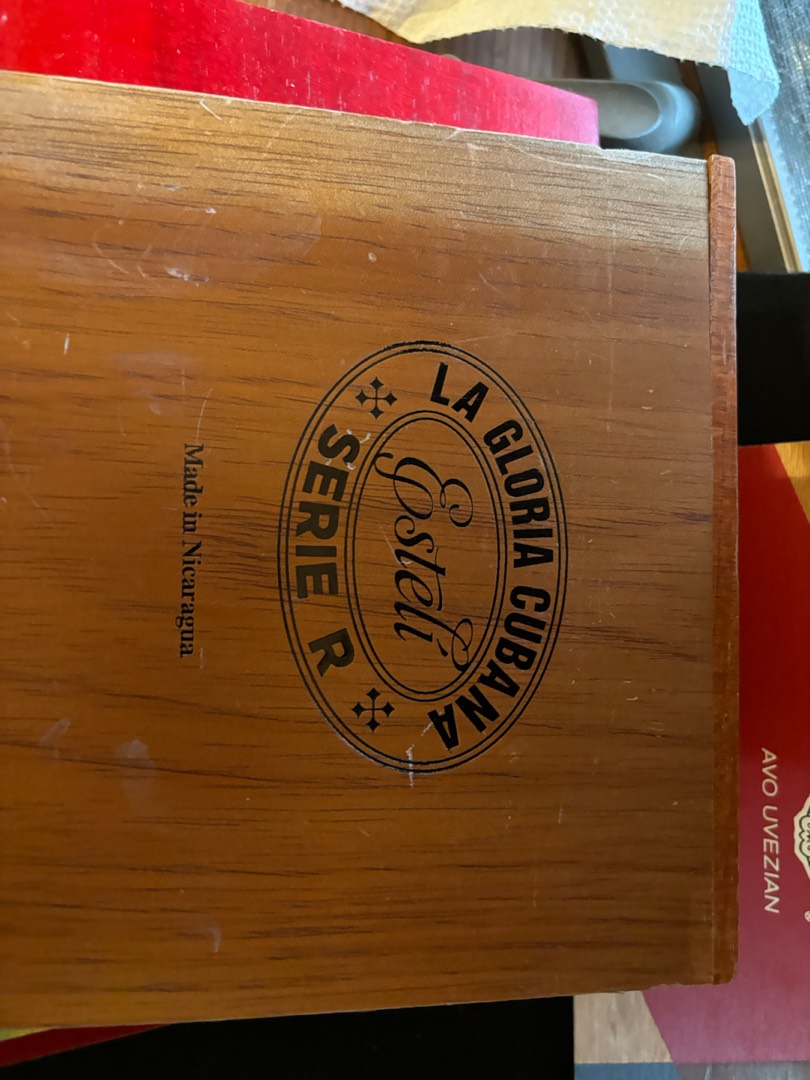 LA GLORIA CUBANA
Estelí
SERIE R
Made in Nicaragua
AVO UVEZIAN